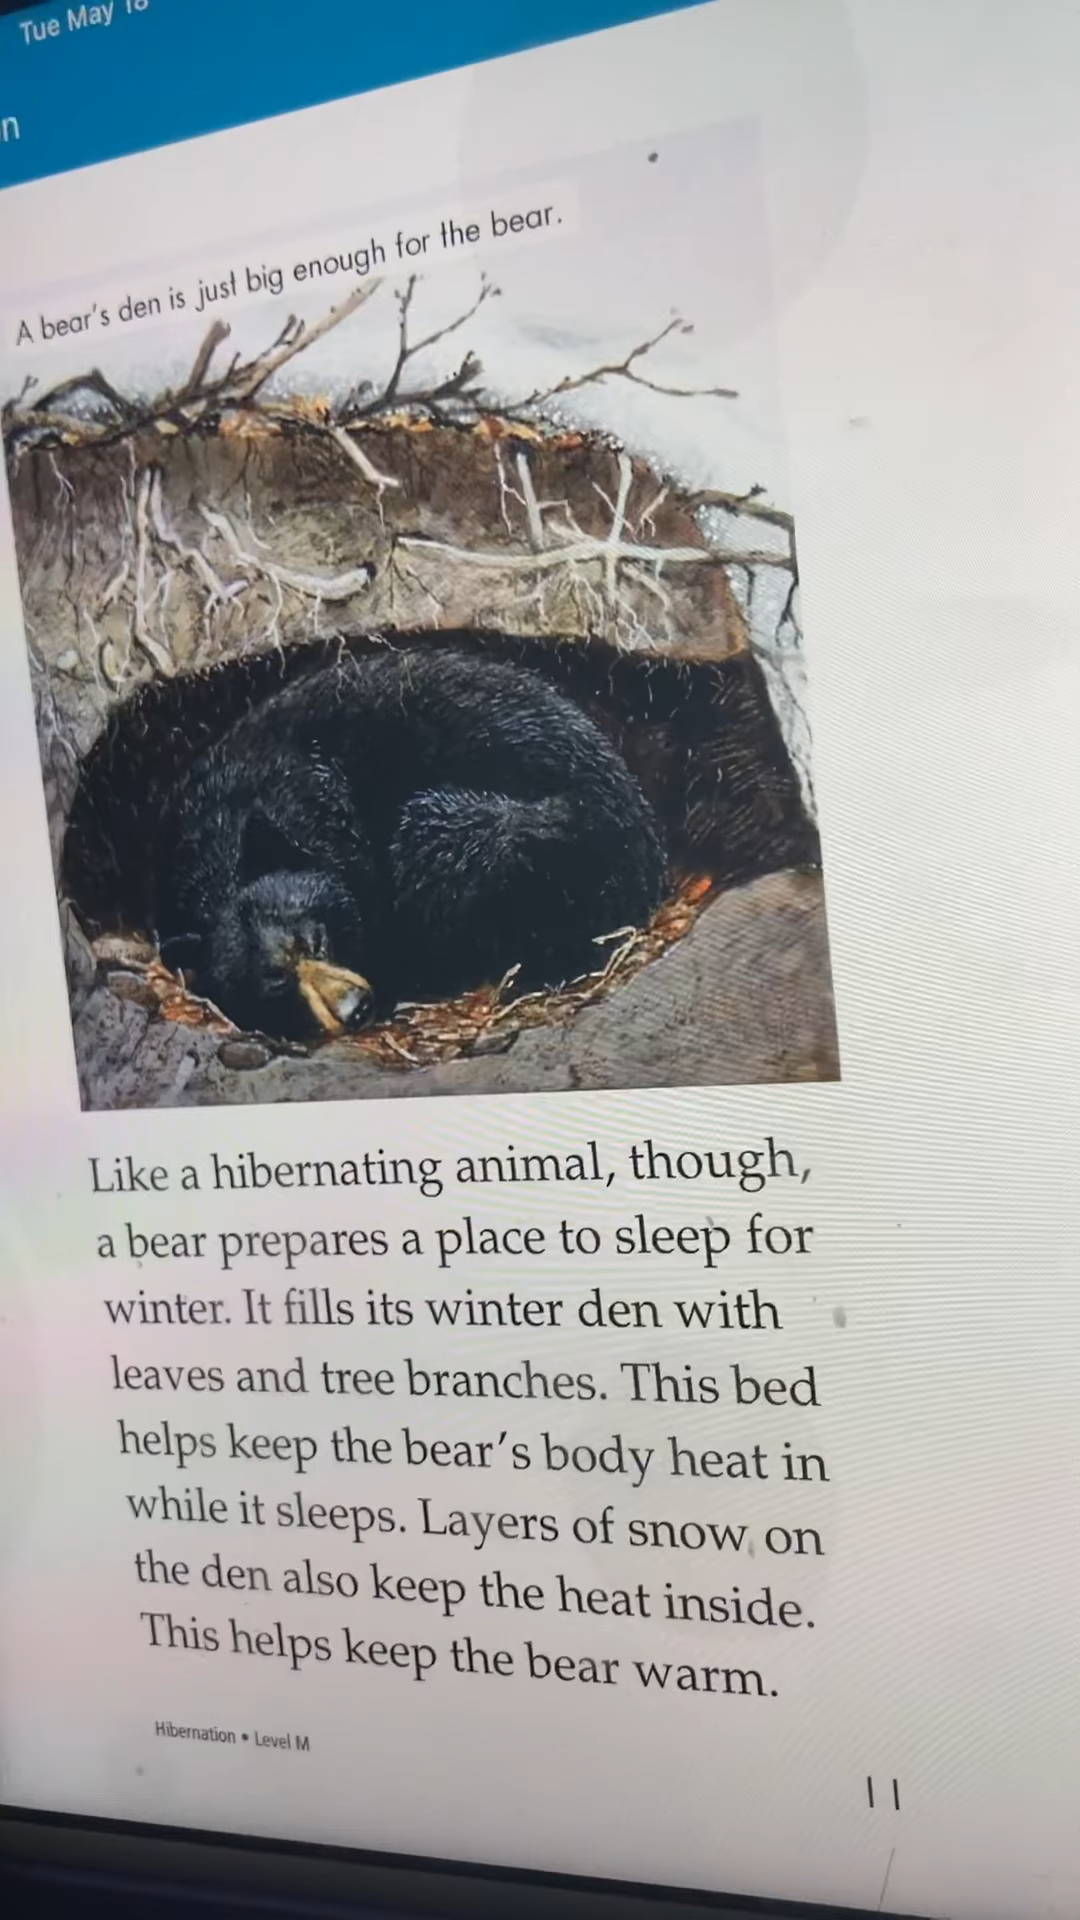 Tue May 18
n
A bear's den is just big enough for the bear.
Like a hibernating animal, though,
a bear prepares a place to sleep for
winter. It fills its winter den with
leaves and tree branches. This bed
helps keep the bear's body heat in
while it sleeps. Layers of snow on
the den also keep the heat inside.
This helps keep the bear warm.
Hibernation • Level M
11